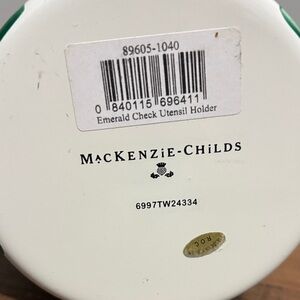 89605-1040
0 840115 696411
Emerald Check Utensil Holder
MACKENZIE-CHILDS
6997TW24334
R.O.C.